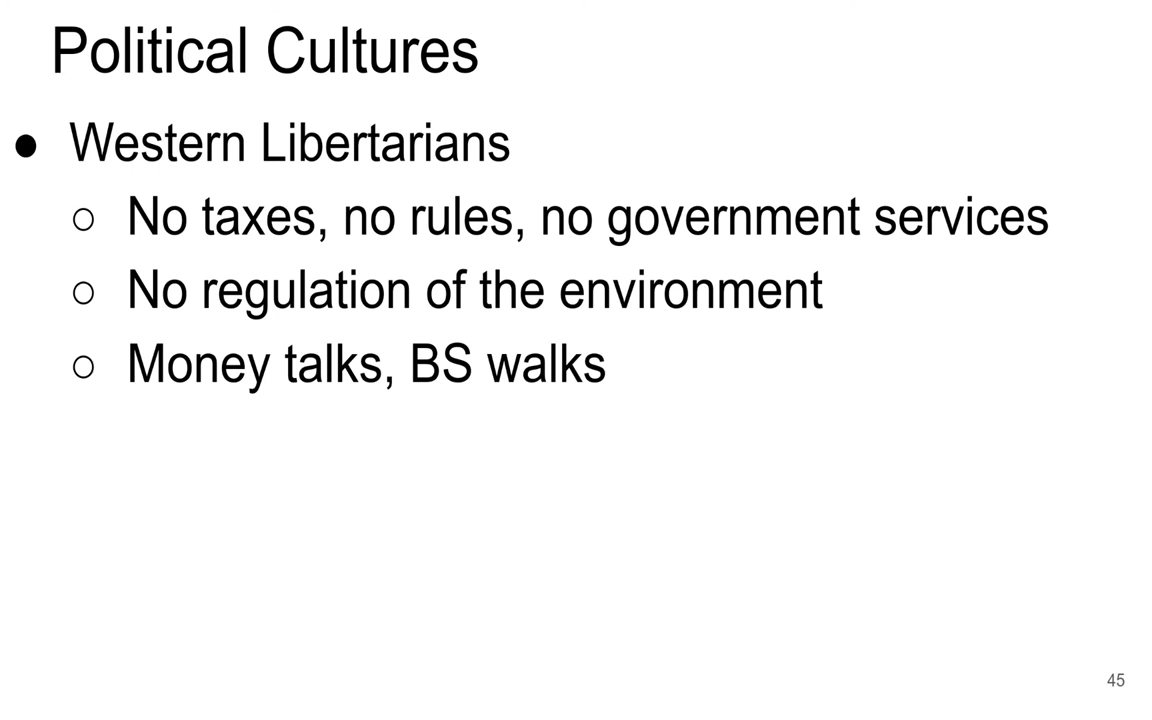 Political Cultures
● Western Libertarians
○ No taxes, no rules, no government services
○ No regulation of the environment
○ Money talks, BS walks
45